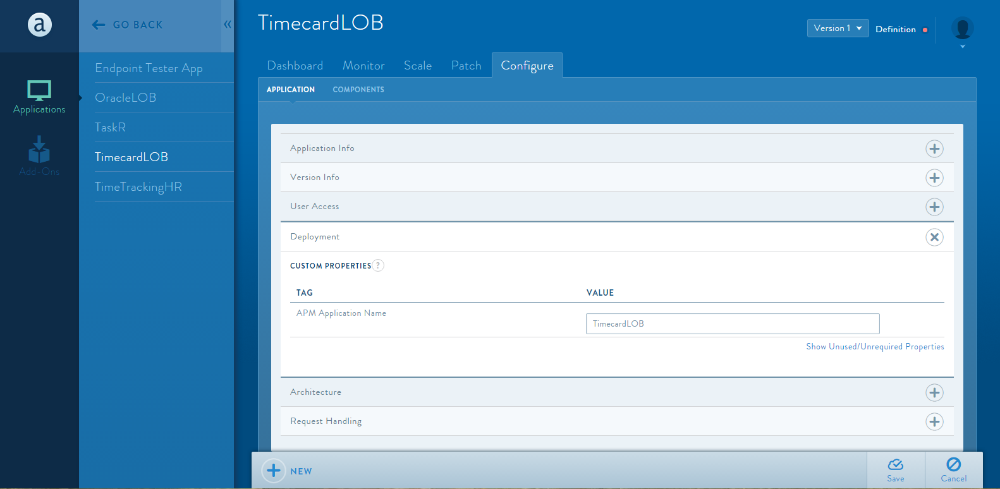 a
GO BACK
«
TimecardLOB
Version 1
Definition
Endpoint Tester App
OracleLOB
TaskR
TimecardLOB
TimeTrackingHR
Applications
Add-Ons
Dashboard Monitor Scale Patch Configure
APPLICATION COMPONENTS
Application Info
Version Info
User Access
Deployment
CUSTOM PROPERTIES ?
TAG VALUE
APM Application Name TimecardLOB
Show Unused/Unrequired Properties
Architecture
Request Handling
NEW
Save
Cancel